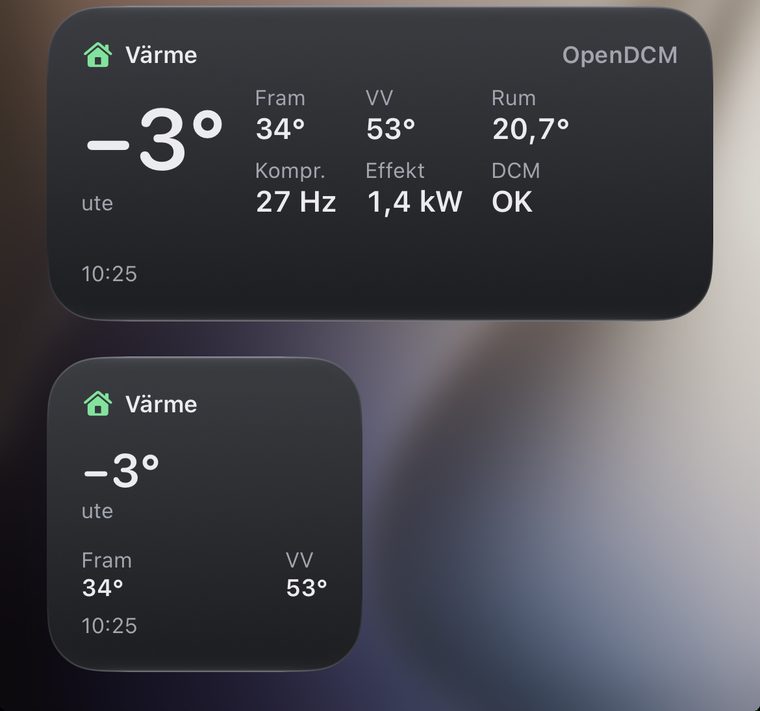 Värme OpenDCM
−3°
ute
Fram VV Rum
34° 53° 20,7°
Kompr. Effekt DCM
27 Hz 1,4 kW OK
10:25
Värme
−3°
ute
Fram VV
34° 53°
10:25